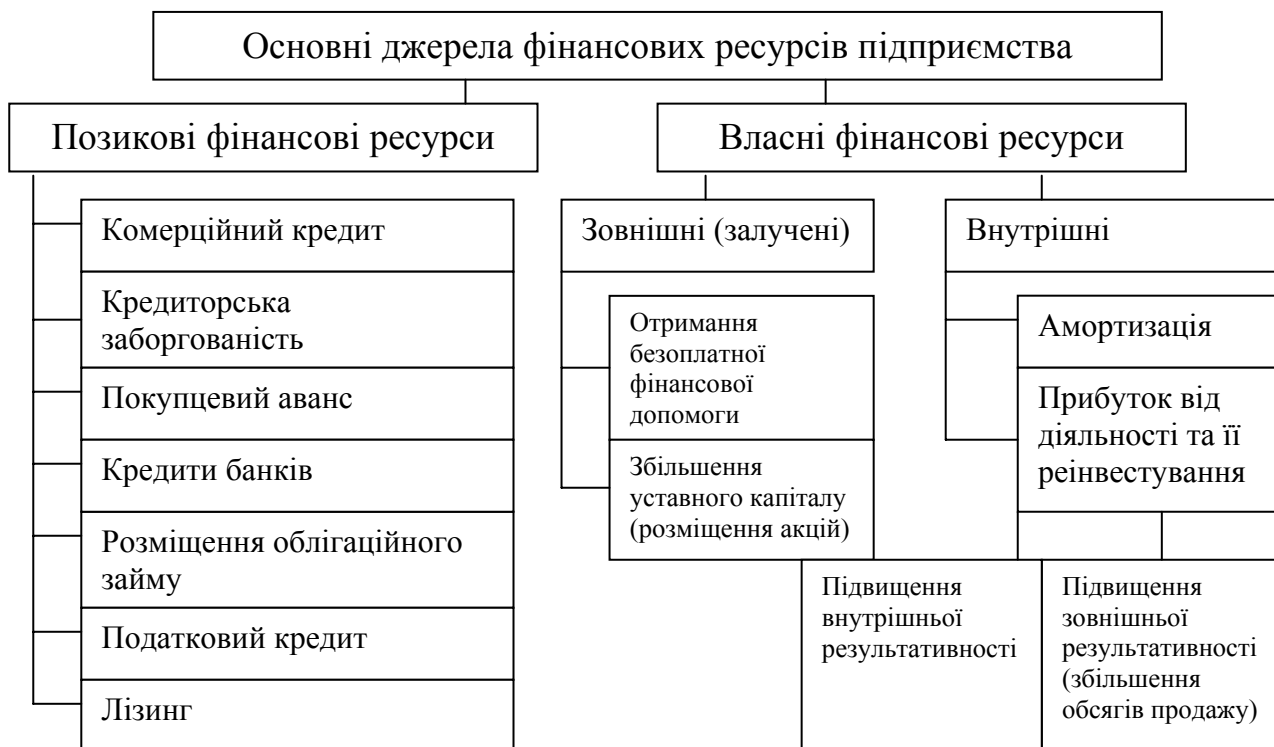 Основні джерела фінансових ресурсів підприємства
Позикові фінансові ресурси
Комерційний кредит
Кредиторська
заборгованість
Покупцевий аванс
Кредити банків
Розміщення облігаційного
займу
Податковий кредит
Лізинг
Власні фінансові ресурси
Зовнішні (залучені)
Отримання
безоплатної
фінансової
допомоги
Збільшення
уставного капіталу
(розміщення акцій)
Внутрішні
Амортизація
Прибуток від
діяльності та її
реінвестування
Підвищення
внутрішньої
результативності
Підвищення
зовнішньої
результативності
(збільшення
обсягів продажу)